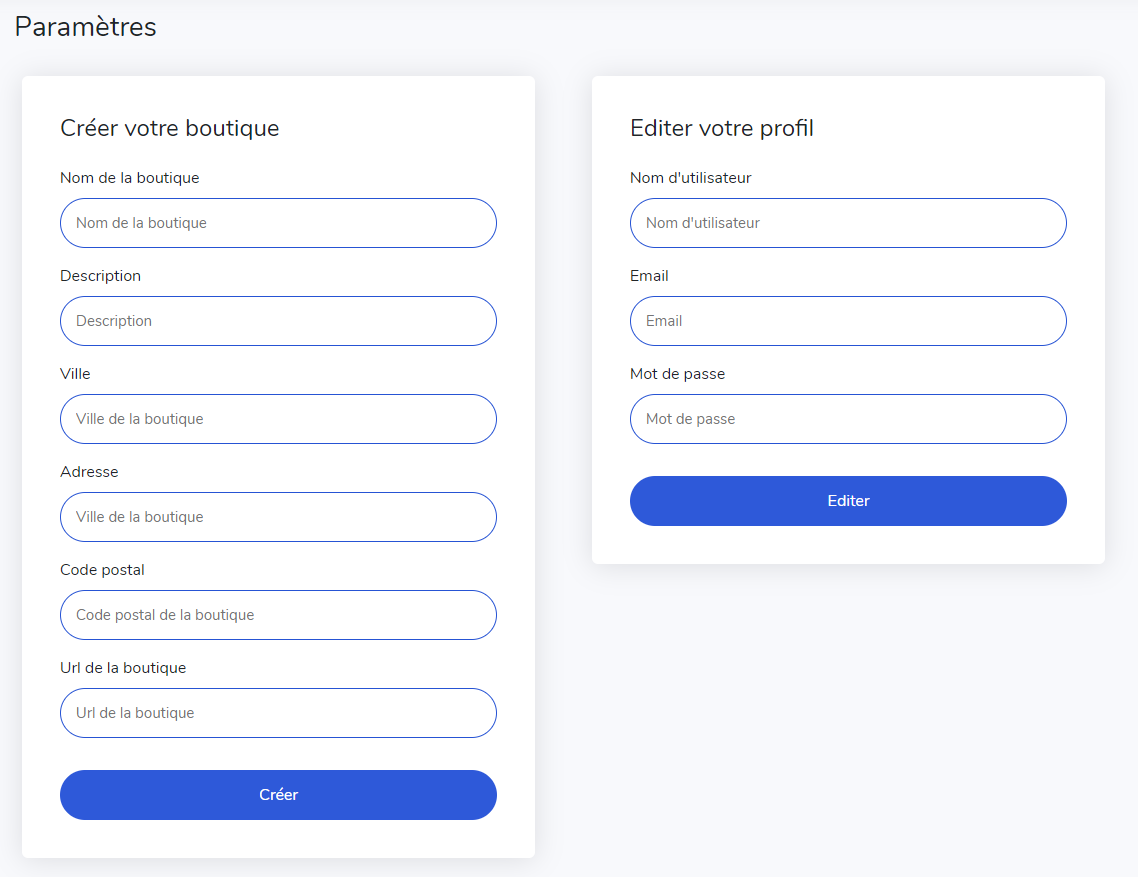 Paramètres
Créer votre boutique
Nom de la boutique
Nom de la boutique
Description
Description
Ville
Ville de la boutique
Adresse
Ville de la boutique
Code postal
Code postal de la boutique
Url de la boutique
Url de la boutique
Créer
Editer votre profil
Nom d'utilisateur
Nom d'utilisateur
Email
Email
Mot de passe
Mot de passe
Editer